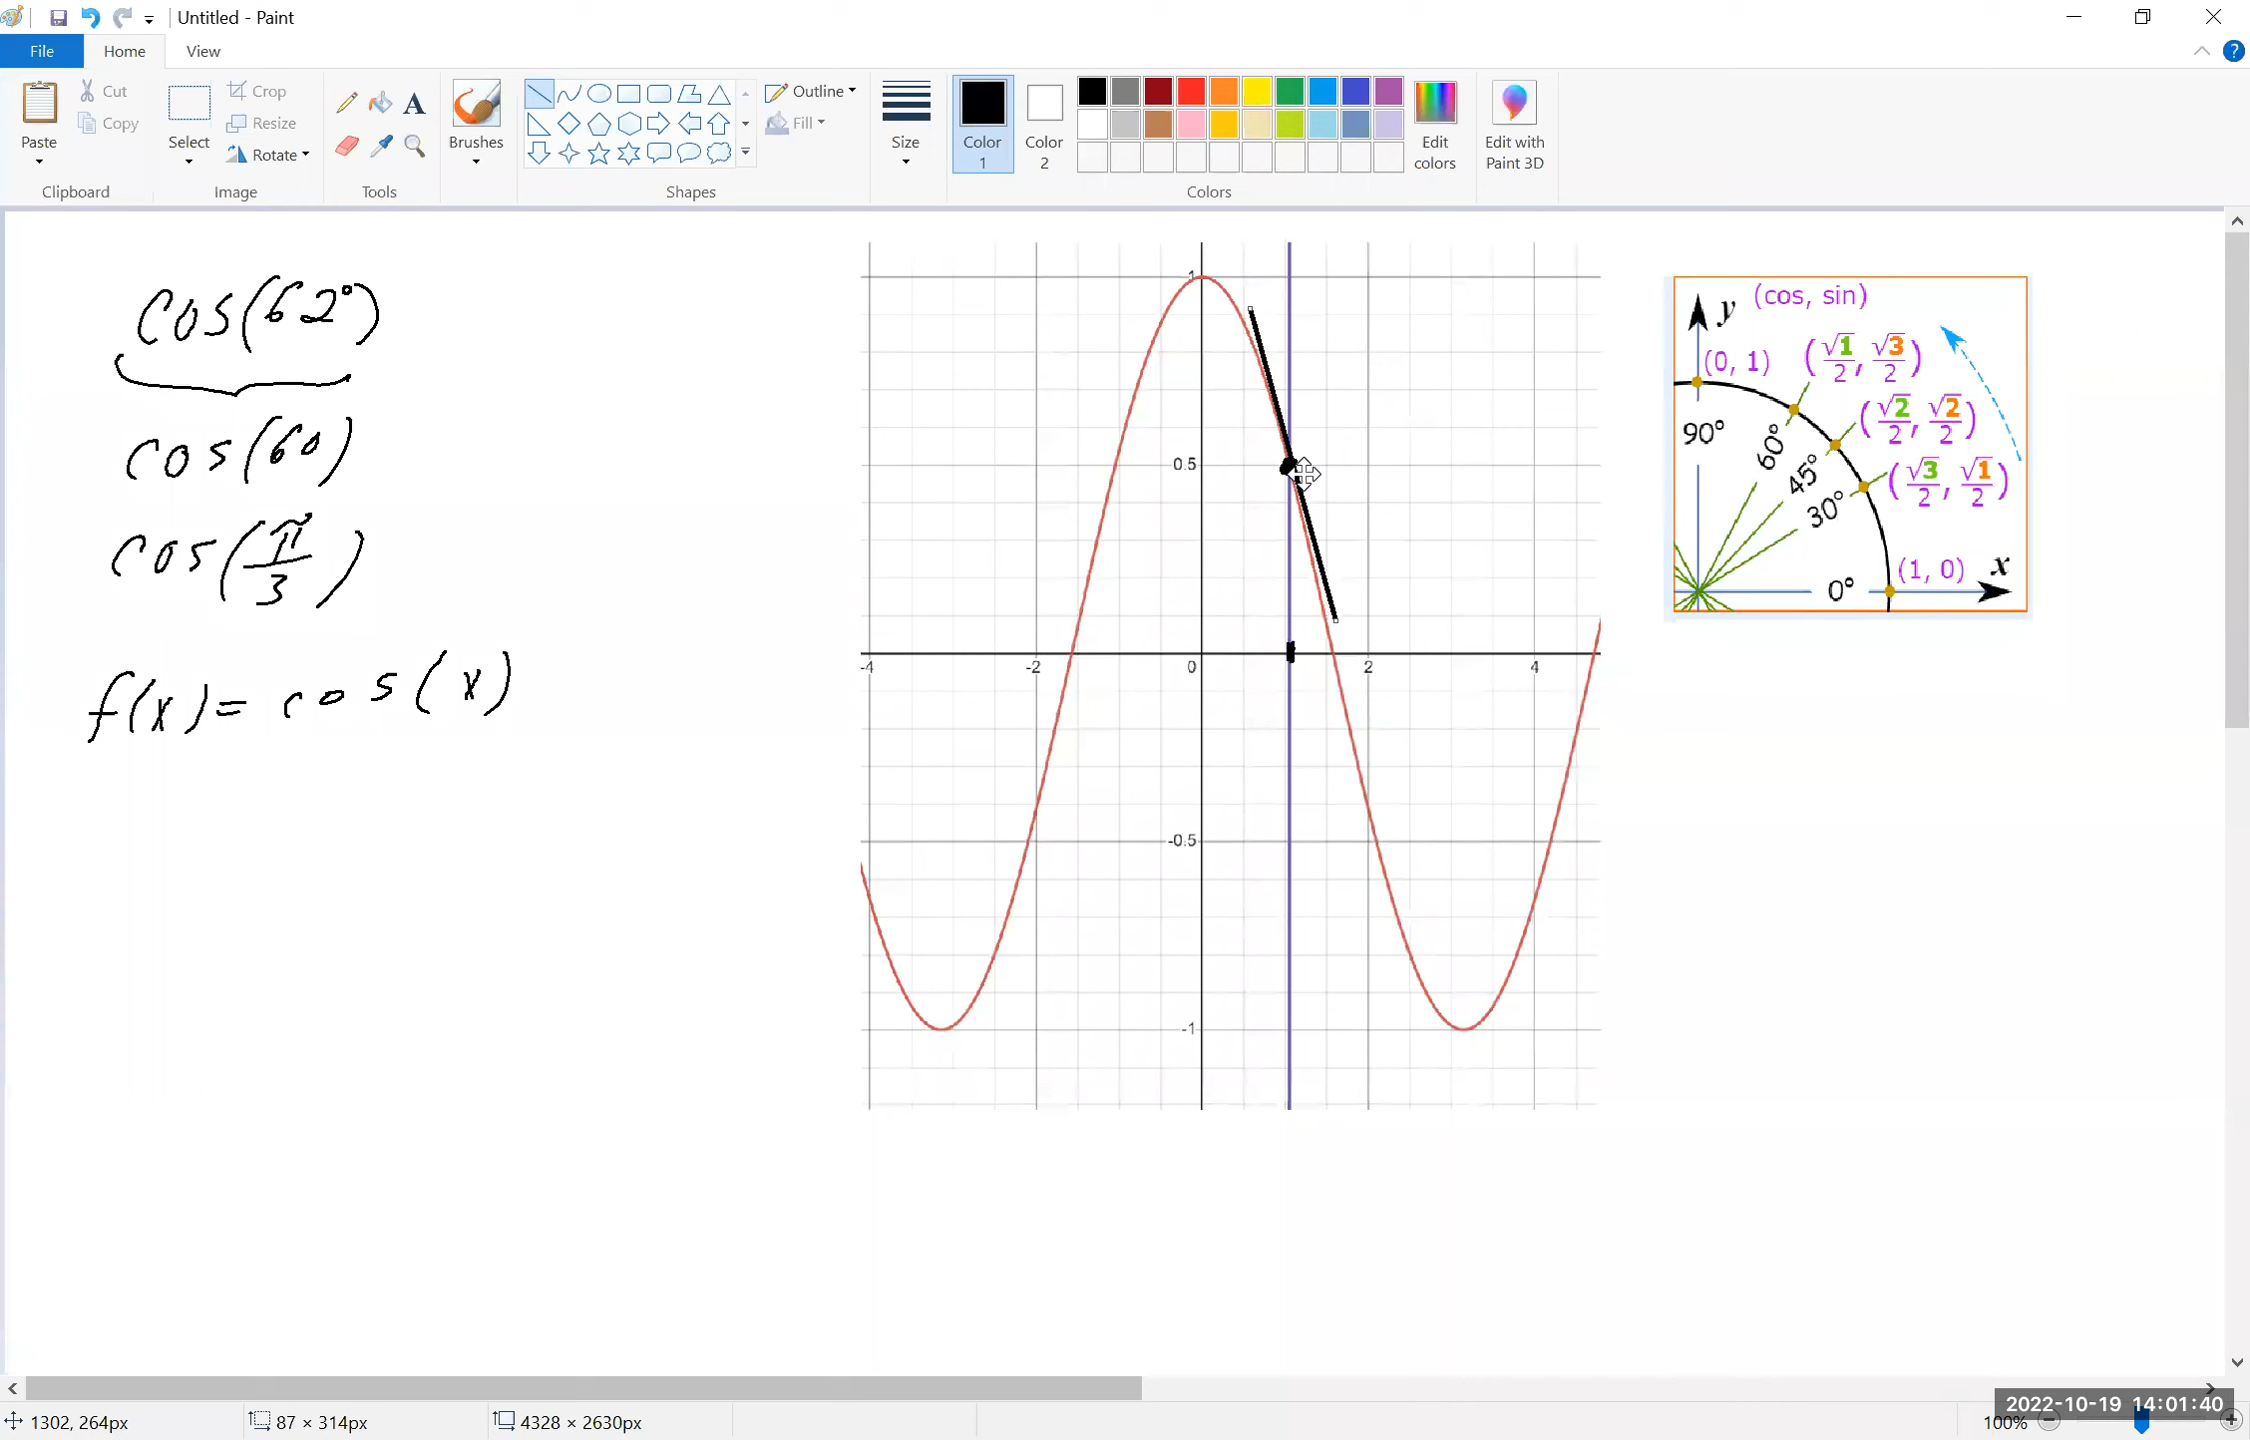 Untitled - Paint
File Home View
Paste
Cut
Copy
Clipboard
Select
Crop
Resize
Rotate
Image
Tools
Brushes
Outline
Fill
Shapes
Size
Color 1
Color 2
Edit colors
Edit with Paint 3D
Colors
cos(62°)
cos(60)
cos(π/3)
f(x)= cos(x)
1
0.5
-4 -2 0 2 4
-0.5
-1
y (cos, sin)
(0, 1) (√1/2, √3/2)
(√2/2, √2/2)
(√3/2, √1/2)
90° 60° 45° 30°
0° (1, 0) x
2022-10-19 14:01:40
1302, 264px 87 × 314px 4328 × 2630px 100%